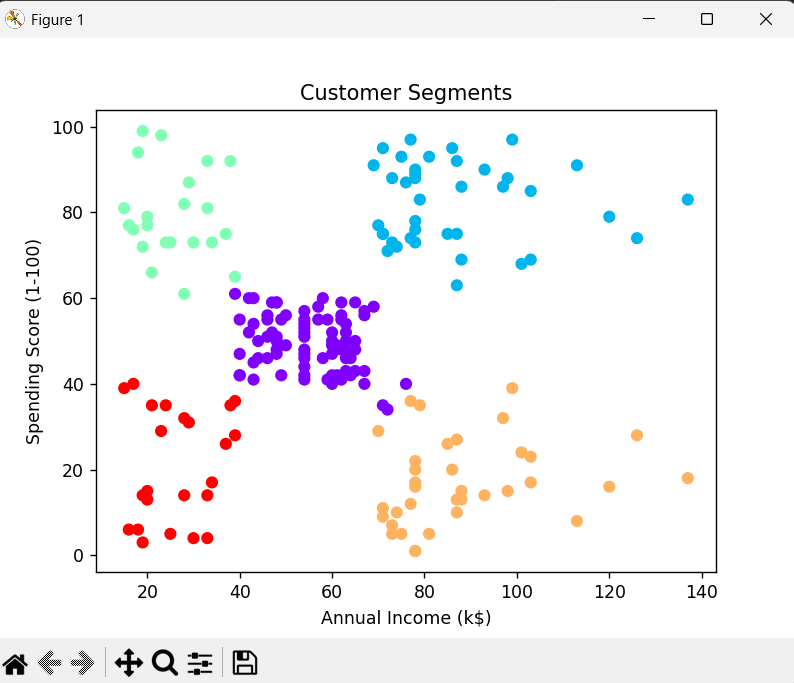 Figure 1
Customer Segments
100
80
60
40
20
0
Spending Score (1-100)
20 40 60 80 100 120 140
Annual Income (k$)